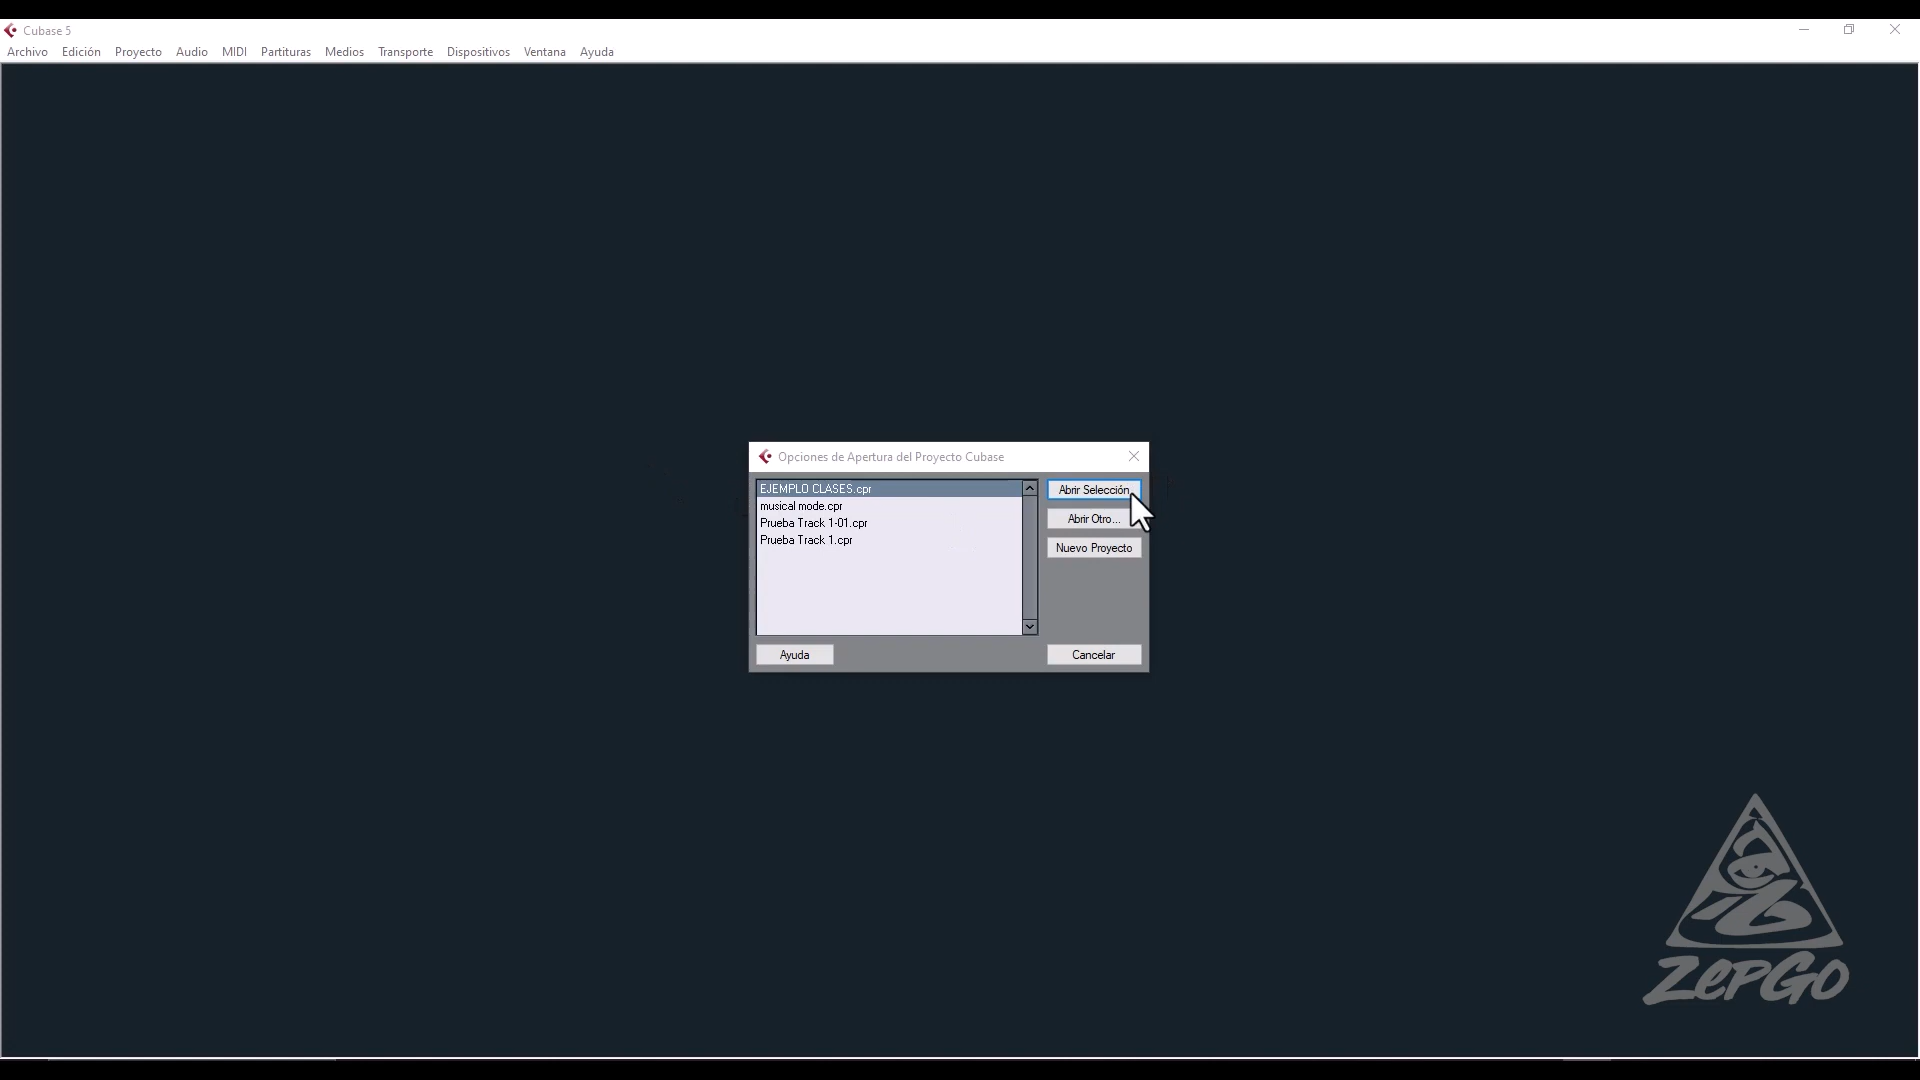 Cubase 5
Archivo Edición Proyecto Audio MIDI Partituras Medios Transporte Dispositivos Ventana Ayuda
Opciones de Apertura del Proyecto Cubase
EJEMPLO CLASES.cpr
musical mode.cpr
Prueba Track 1-01.cpr
Prueba Track 1.cpr
Abrir Selección
Abrir Otro...
Nuevo Proyecto
Ayuda
Cancelar
ZEPGO